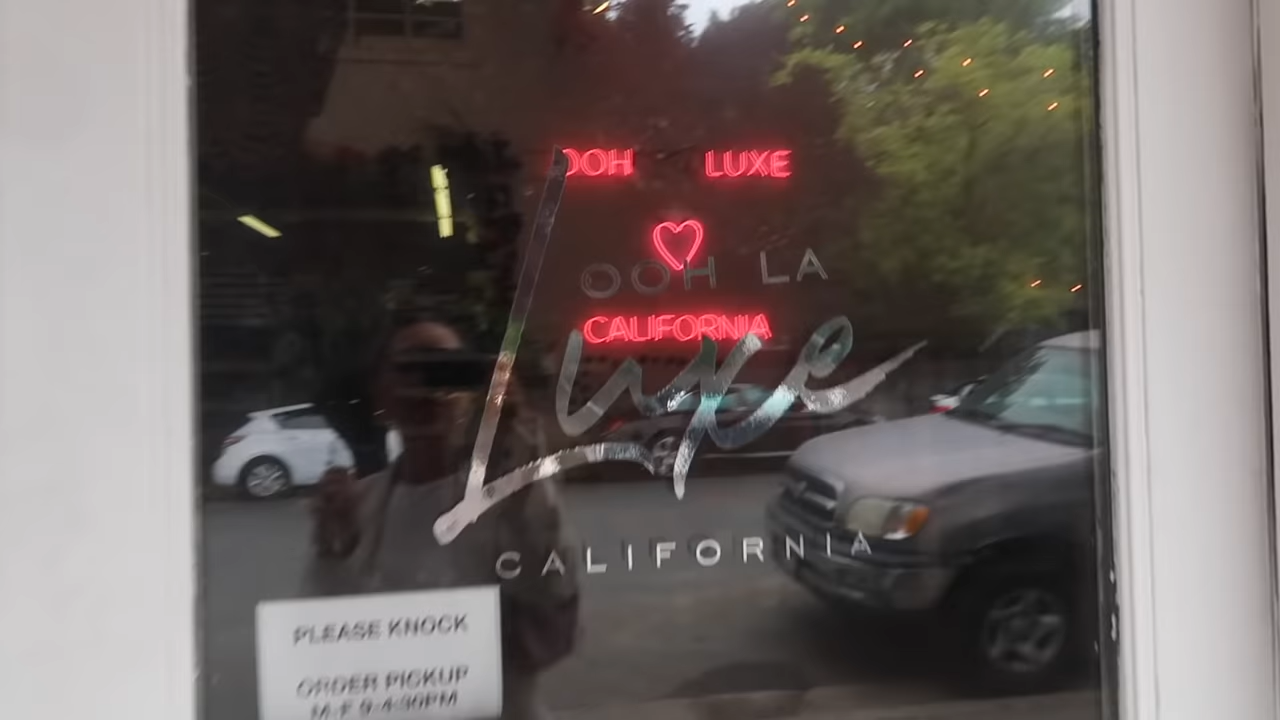 OOH LUXE
CALIFORNIA
OOH LA
Luxe
CALIFORNIA
PLEASE KNOCK
ORDER PICKUP
M-F 9-4:30PM